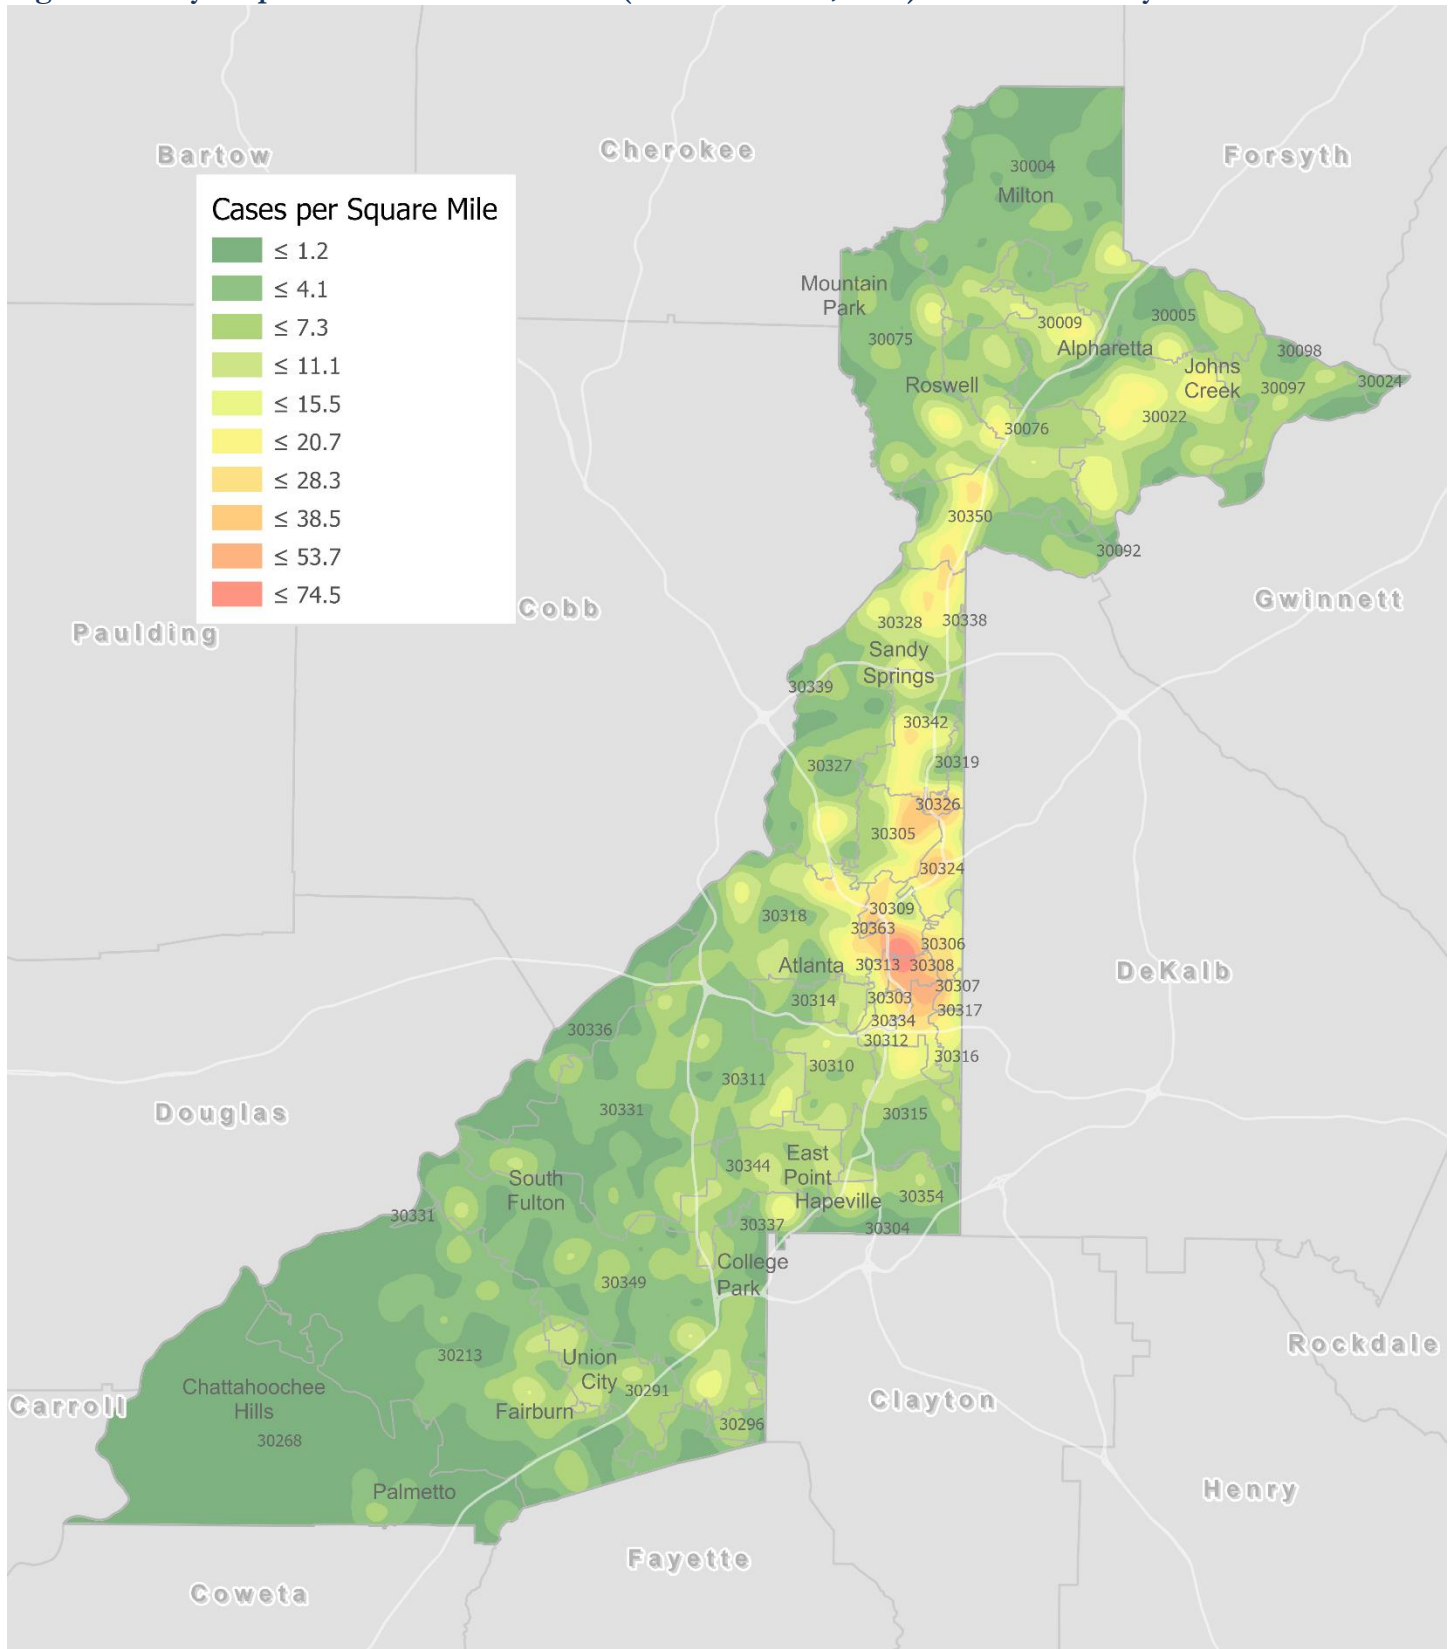 Bartow
Cherokee
Forsyth
Cases per Square Mile
≤ 1.2
≤ 4.1
≤ 7.3
≤ 11.1
≤ 15.5
≤ 20.7
≤ 28.3
≤ 38.5
≤ 53.7
≤ 74.5
30004
Milton
Mountain
Park
30075
30009
30005
Alpharetta
30098
Johns
Creek
30097
30024
Roswell
30022
30076
30350
30092
Cobb
Gwinnett
Paulding
30328
30338
Sandy
Springs
30339
30342
30327
30319
30326
30305
30324
30309
30318
30363
30306
Atlanta
30313
30308
DeKalb
30307
30303
30314
30317
30334
30336
30312
30316
30310
30311
Douglas
30331
30315
East
Point
30344
South
Fulton
Hapeville
30354
30331
30337
30304
College
Park
30349
Rockdale
30213
Union
City
Chattahoochee
Hills
30291
Carroll
Fairburn
Clayton
30296
30268
Palmetto
Henry
Fayette
Coweta